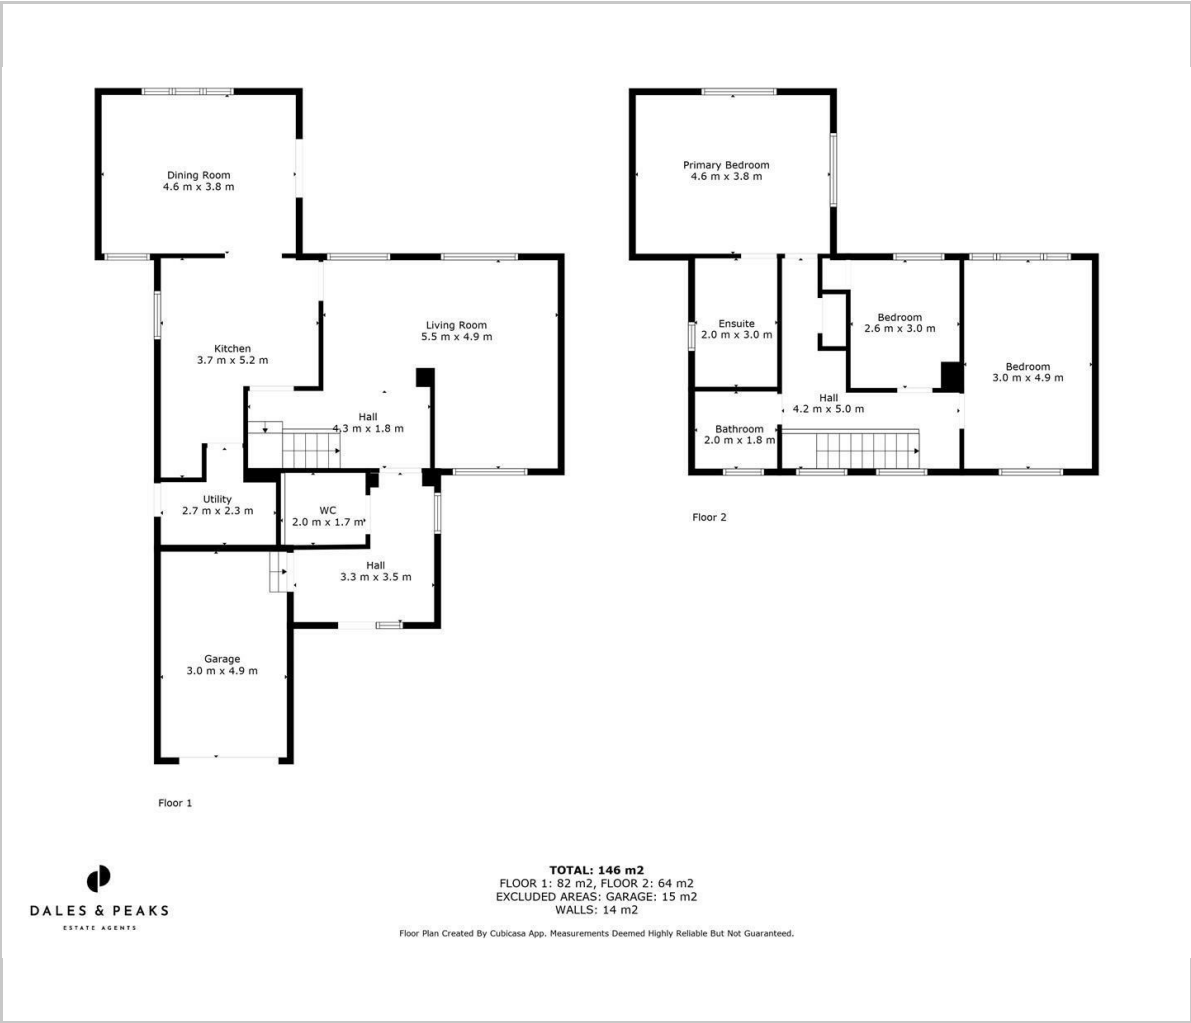 Dining Room
4.6 m x 3.8 m
Kitchen
3.7 m x 5.2 m
Living Room
5.5 m x 4.9 m
Hall
4.3 m x 1.8 m
Utility
2.7 m x 2.3 m
WC
2.0 m x 1.7 m
Hall
3.3 m x 3.5 m
Garage
3.0 m x 4.9 m
Floor 1
Primary Bedroom
4.6 m x 3.8 m
Ensuite
2.0 m x 3.0 m
Bedroom
2.6 m x 3.0 m
Bedroom
3.0 m x 4.9 m
Hall
4.2 m x 5.0 m
Bathroom
2.0 m x 1.8 m
Floor 2
DALES & PEAKS
ESTATE AGENTS
TOTAL: 146 m2
FLOOR 1: 82 m2, FLOOR 2: 64 m2
EXCLUDED AREAS: GARAGE: 15 m2
WALLS: 14 m2
Floor Plan Created By Cubicasa App. Measurements Deemed Highly Reliable But Not Guaranteed.